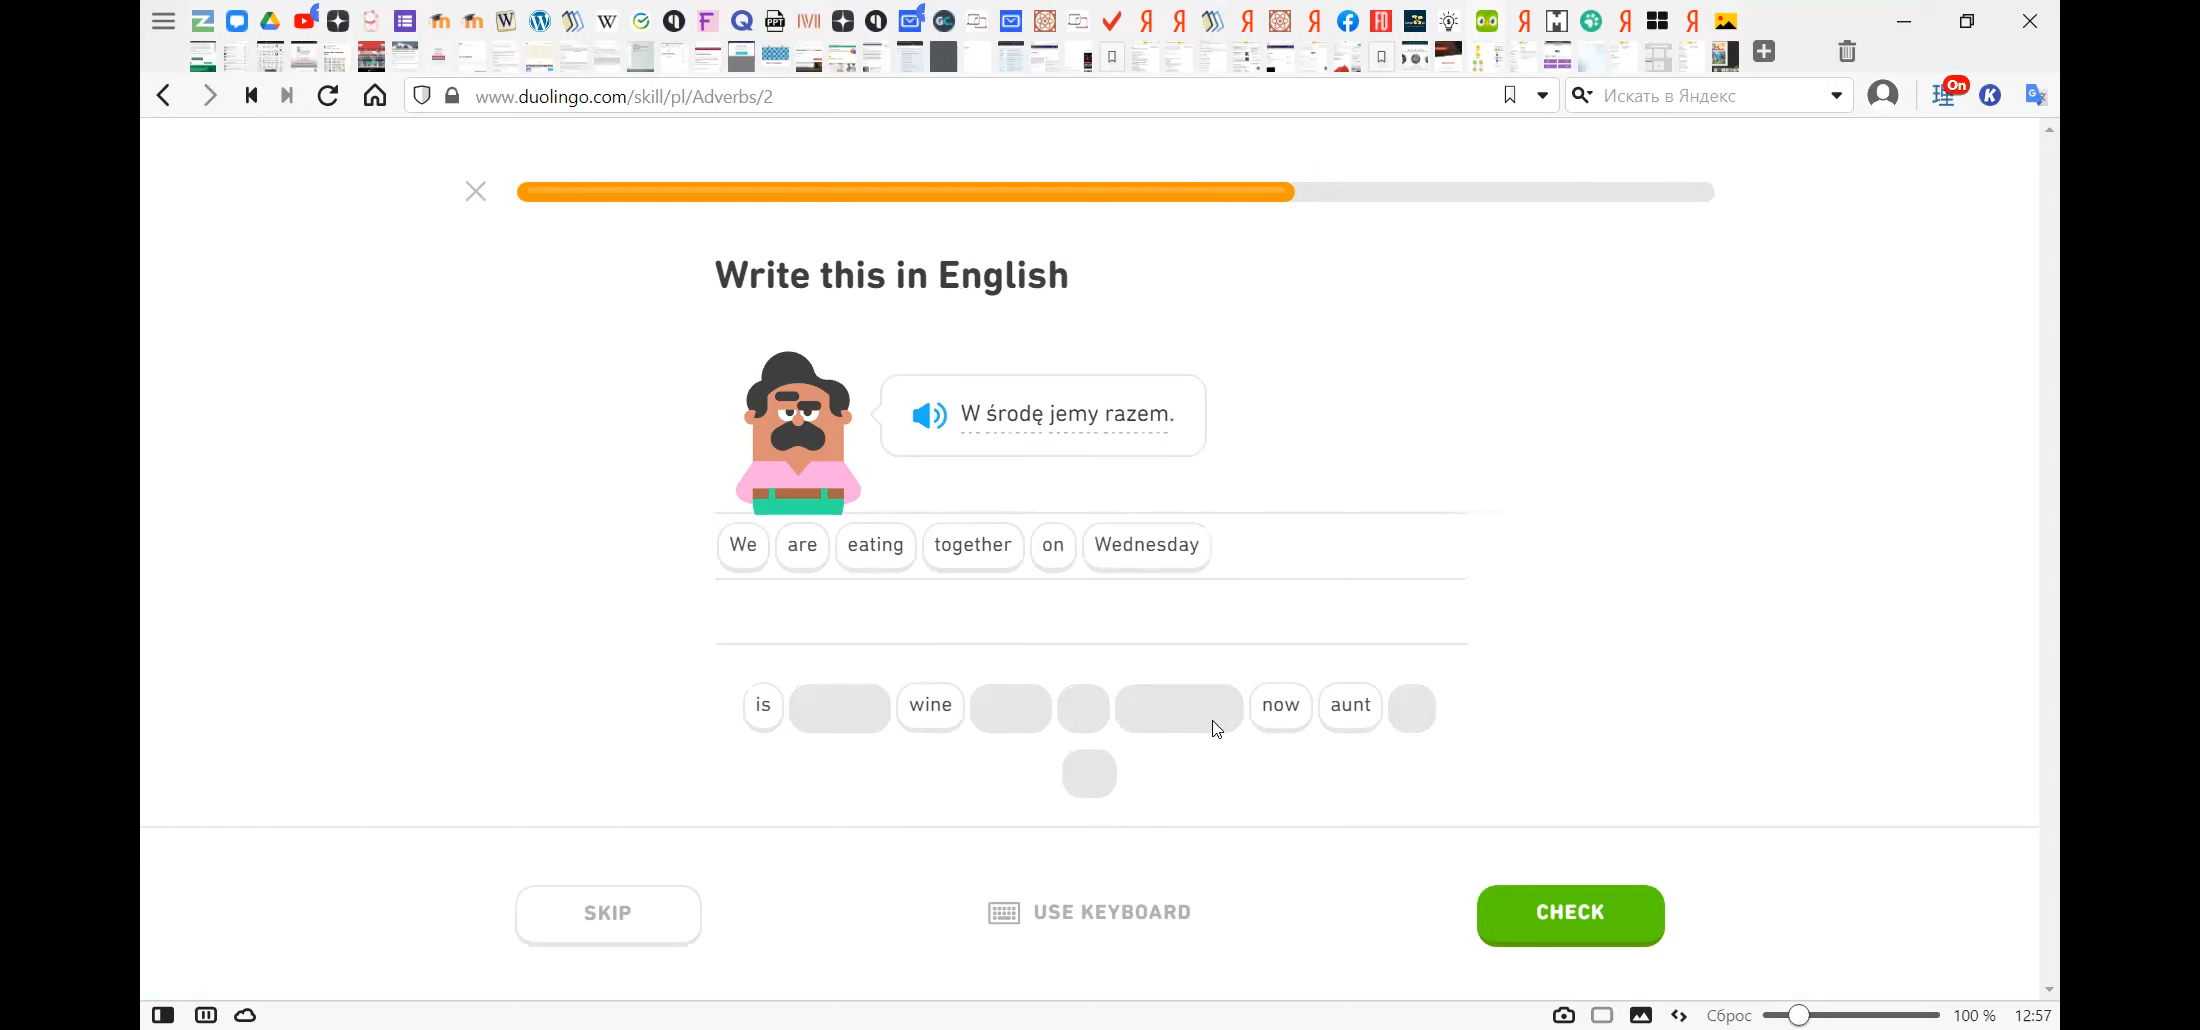 www.duolingo.com/skill/pl/Adverbs/2
Искать в Яндекс
On
Write this in English
W środę jemy razem.
We are eating together on Wednesday
is wine now aunt
SKIP
USE KEYBOARD
CHECK
Сброс 100 % 12:57